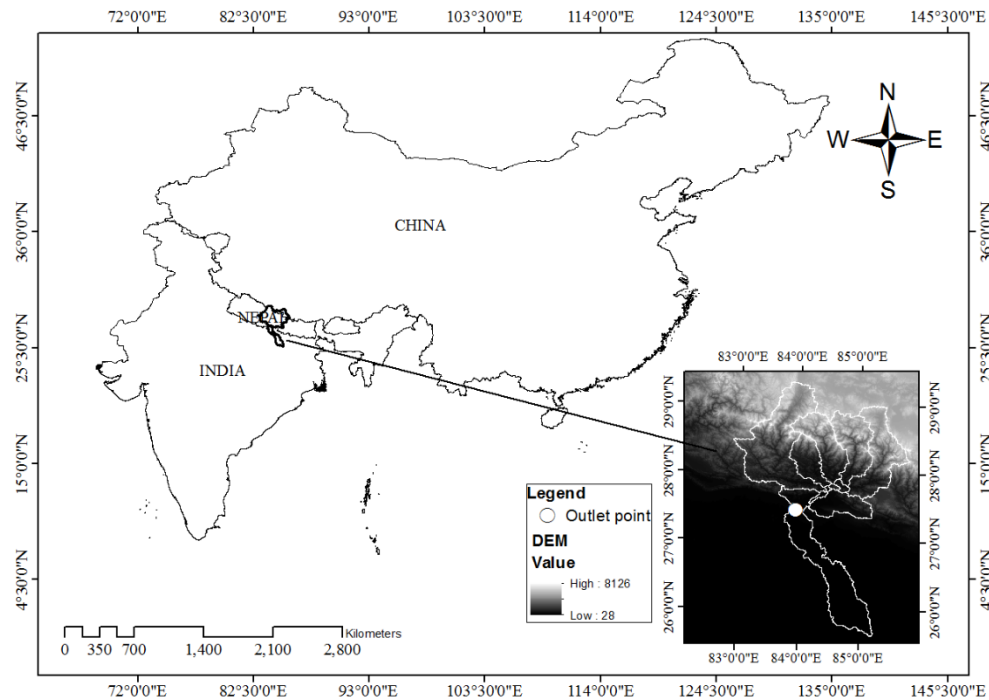 72°0'0"E 82°30'0"E 93°0'0"E 103°30'0"E 114°0'0"E 124°30'0"E 135°0'0"E 145°30'0"E
46°30'0"N 46°30'0"N
N
W E
S
CHINA
36°0'0"N 36°0'0"N
NEPAL
25°30'0"N 25°30'0"N
INDIA
83°0'0"E 84°0'0"E 85°0'0"E
29°0'0"N 29°0'0"N
28°0'0"N 28°0'0"N
27°0'0"N 27°0'0"N
26°0'0"N 26°0'0"N
83°0'0"E 84°0'0"E 85°0'0"E
15°0'0"N 15°0'0"N
Legend
Outlet point
DEM
Value
High : 8126
Low : 28
4°30'0"N 4°30'0"N
Kilometers
0 350 700 1,400 2,100 2,800
72°0'0"E 82°30'0"E 93°0'0"E 103°30'0"E 114°0'0"E 124°30'0"E 135°0'0"E 145°30'0"E